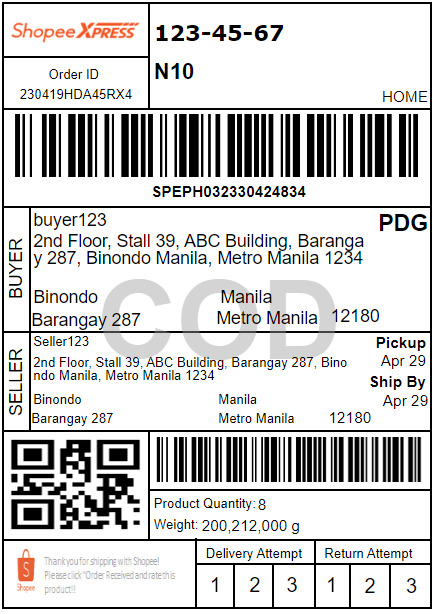 Shopee XPRESS
123-45-67
Order ID
230419HDA45RX4
N10
HOME
SPEPH032330424834
BUYER
buyer123
PDG
2nd Floor, Stall 39, ABC Building, Baranga
y 287, Binondo Manila, Metro Manila 1234
COD
Binondo Manila
Barangay 287 Metro Manila 12180
SELLER
Seller123
Pickup
Apr 29
2nd Floor, Stall 39, ABC Building, Barangay 287, Bino
ndo Manila, Metro Manila 1234
Ship By
Apr 29
Binondo Manila
Barangay 287 Metro Manila 12180
Product Quantity: 8
Weight: 200,212,000 g
Shopee
Thank you for shipping with Shopee!
Please click "Order Received and rate this
product!!
Delivery Attempt
1 2 3
Return Attempt
1 2 3